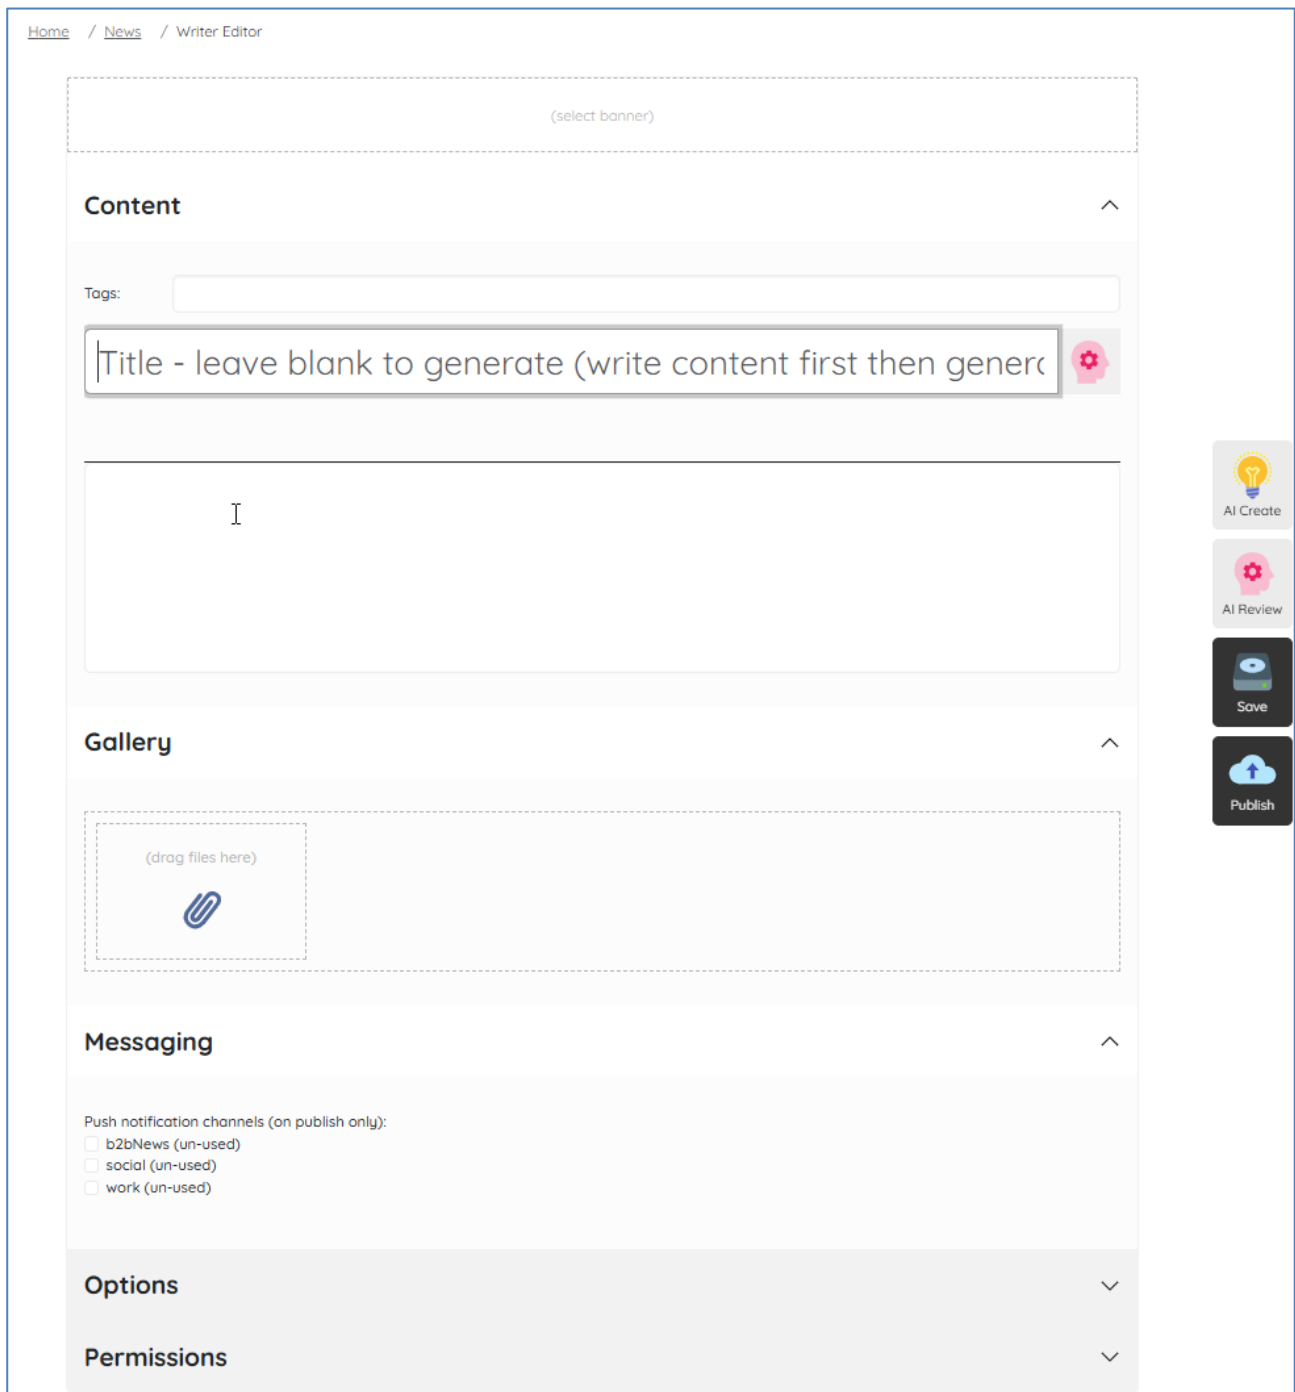 Home / News / Writer Editor
(select banner)
Content
Tags:
Title - leave blank to generate (write content first then
AI Create
AI Review
Save
Publish
Gallery
(drag files here)
Messaging
Push notification channels (on publish only):
b2bNews (un-used)
social (un-used)
work (un-used)
Options
Permissions